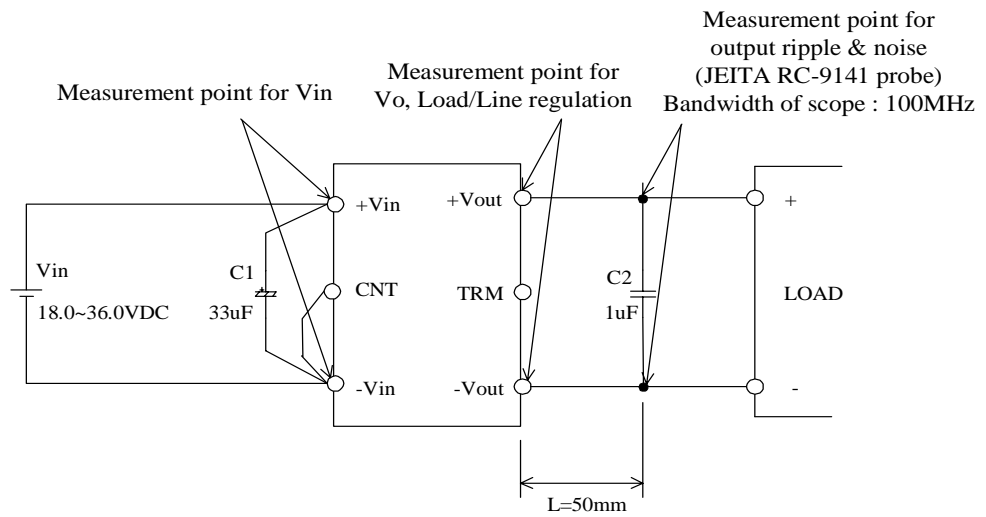 Measurement point for
output ripple & noise
(JEITA RC-9141 probe)
Bandwidth of scope : 100MHz
Measurement point for
Vo, Load/Line regulation
Measurement point for Vin
+Vin
+Vout
+
Vin
18.0~36.0VDC
C1
33uF
CNT
TRM
C2
1uF
LOAD
-Vin
-Vout
-
L=50mm